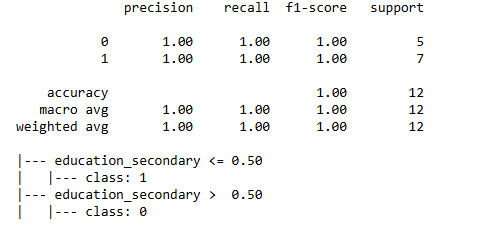 precision recall f1-score support
0 1.00 1.00 1.00 5
1 1.00 1.00 1.00 7
accuracy 1.00 12
macro avg 1.00 1.00 1.00 12
weighted avg 1.00 1.00 1.00 12
|--- education_secondary <= 0.50
| |--- class: 1
|--- education_secondary > 0.50
| |--- class: 0